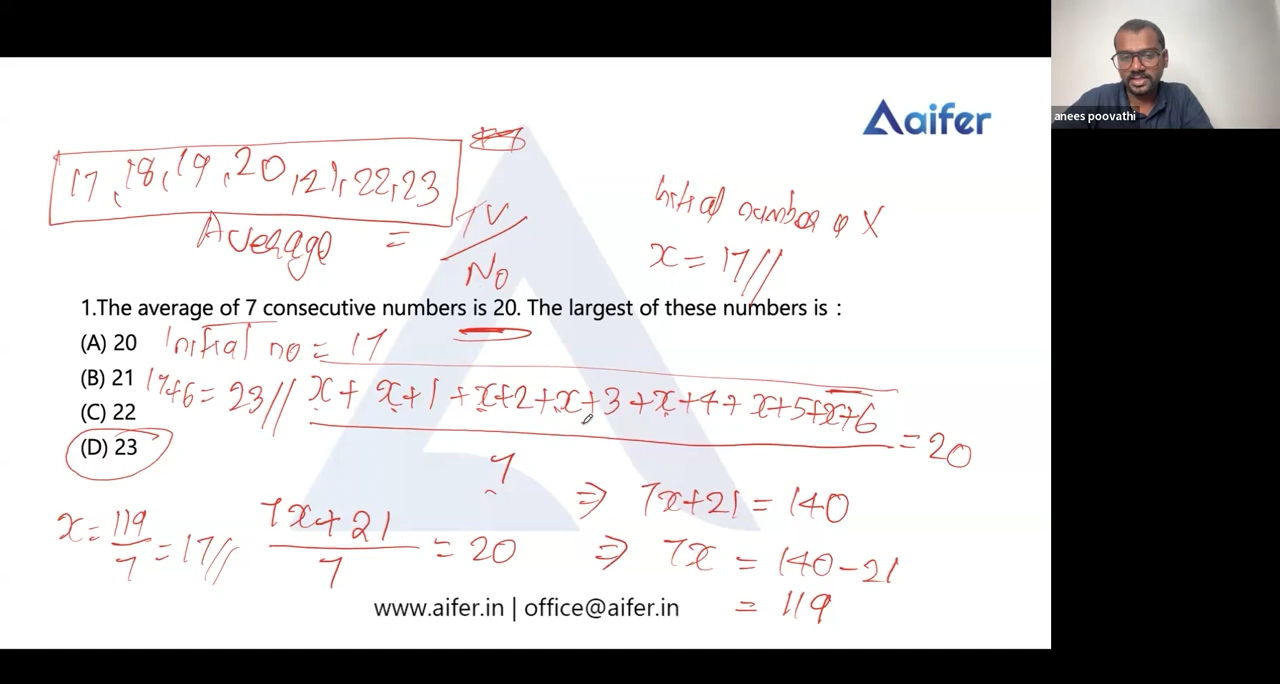 anees poovathi
aifer
17, 18, 19, 20, 21, 22, 23
Average = TV / No
Initial number
x = 17//
1.The average of 7 consecutive numbers is 20. The largest of these numbers is :
(A) 20
Initial no = 17
(B) 21
17+6 = 23//
(C) 22
(D) 23
x + x+1 + x+2 + x+3 + x+4 + x+5 + x+6 / 7 = 20
⇒ 7x+21 = 140
7x+21 / 7 = 20
⇒ 7x = 140-21
= 119
x = 119/7 = 17//
www.aifer.in | office@aifer.in